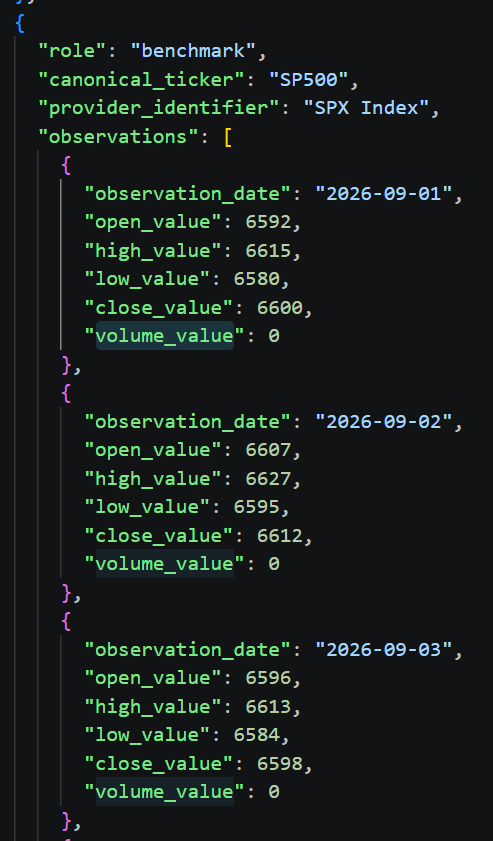 },
{
"role": "benchmark",
"canonical_ticker": "SP500",
"provider_identifier": "SPX Index",
"observations": [
{
"observation_date": "2026-09-01",
"open_value": 6592,
"high_value": 6615,
"low_value": 6580,
"close_value": 6600,
"volume_value": 0
},
{
"observation_date": "2026-09-02",
"open_value": 6607,
"high_value": 6627,
"low_value": 6595,
"close_value": 6612,
"volume_value": 0
},
{
"observation_date": "2026-09-03",
"open_value": 6596,
"high_value": 6613,
"low_value": 6584,
"close_value": 6598,
"volume_value": 0
},
{